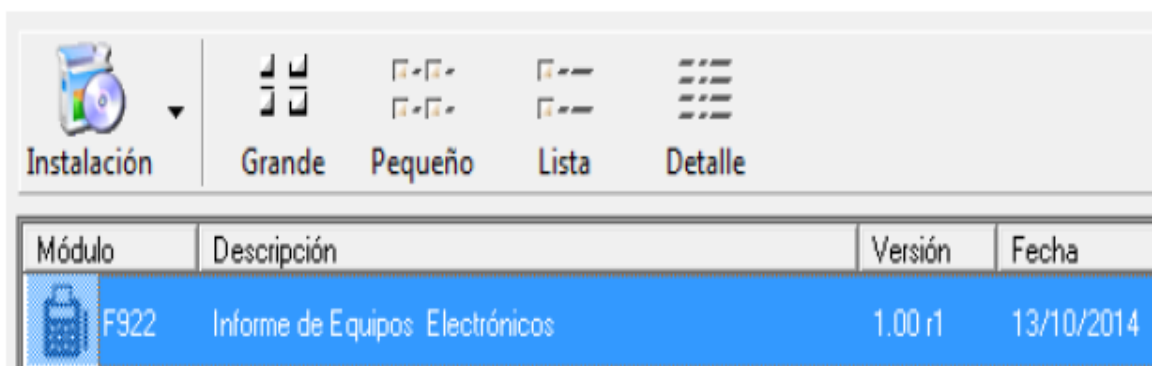 Instalación Grande Pequeño Lista Detalle
Módulo Descripción Versión Fecha
F922 Informe de Equipos Electrónicos 1.00 r1 13/10/2014